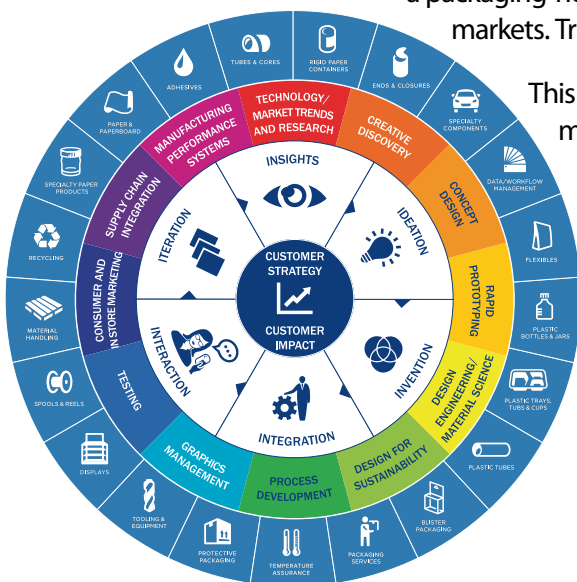 a packaging
markets. Tr
This
m
TUBES & CORES
RIGID PAPER
CONTAINERS
ENDS & CLOSURES
SPECIALTY
COMPONENTS
DATA/WORKFLOW
MANAGEMENT
FLEXIBLES
PLASTIC
BOTTLES & JARS
PLASTIC TRAYS,
TUBS & CUPS
PLASTIC TUBES
BLISTER
PACKAGING
PACKAGING
SERVICES
TEMPERATURE
ASSURANCE
PROTECTIVE
PACKAGING
TOOLING &
EQUIPMENT
DISPLAYS
SPOOLS & REELS
MATERIAL
HANDLING
RECYCLING
SPECIALTY PAPER
PRODUCTS
PAPER &
PAPERBOARD
ADHESIVES
TECHNOLOGY/
MARKET TRENDS
AND RESEARCH
CREATIVE
DISCOVERY
CONCEPT
DESIGN
RAPID
PROTOTYPING
DESIGN
ENGINEERING/
MATERIAL SCIENCE
DESIGN FOR
SUSTAINABILITY
PROCESS
DEVELOPMENT
GRAPHICS
MANAGEMENT
TESTING
CONSUMER AND
IN STORE MARKETING
SUPPLY CHAIN
INTEGRATION
MANUFACTURING
PERFORMANCE
SYSTEMS
INSIGHTS
IDEATION
INVENTION
INTEGRATION
INTERACTION
ITERATION
CUSTOMER
STRATEGY
CUSTOMER
IMPACT